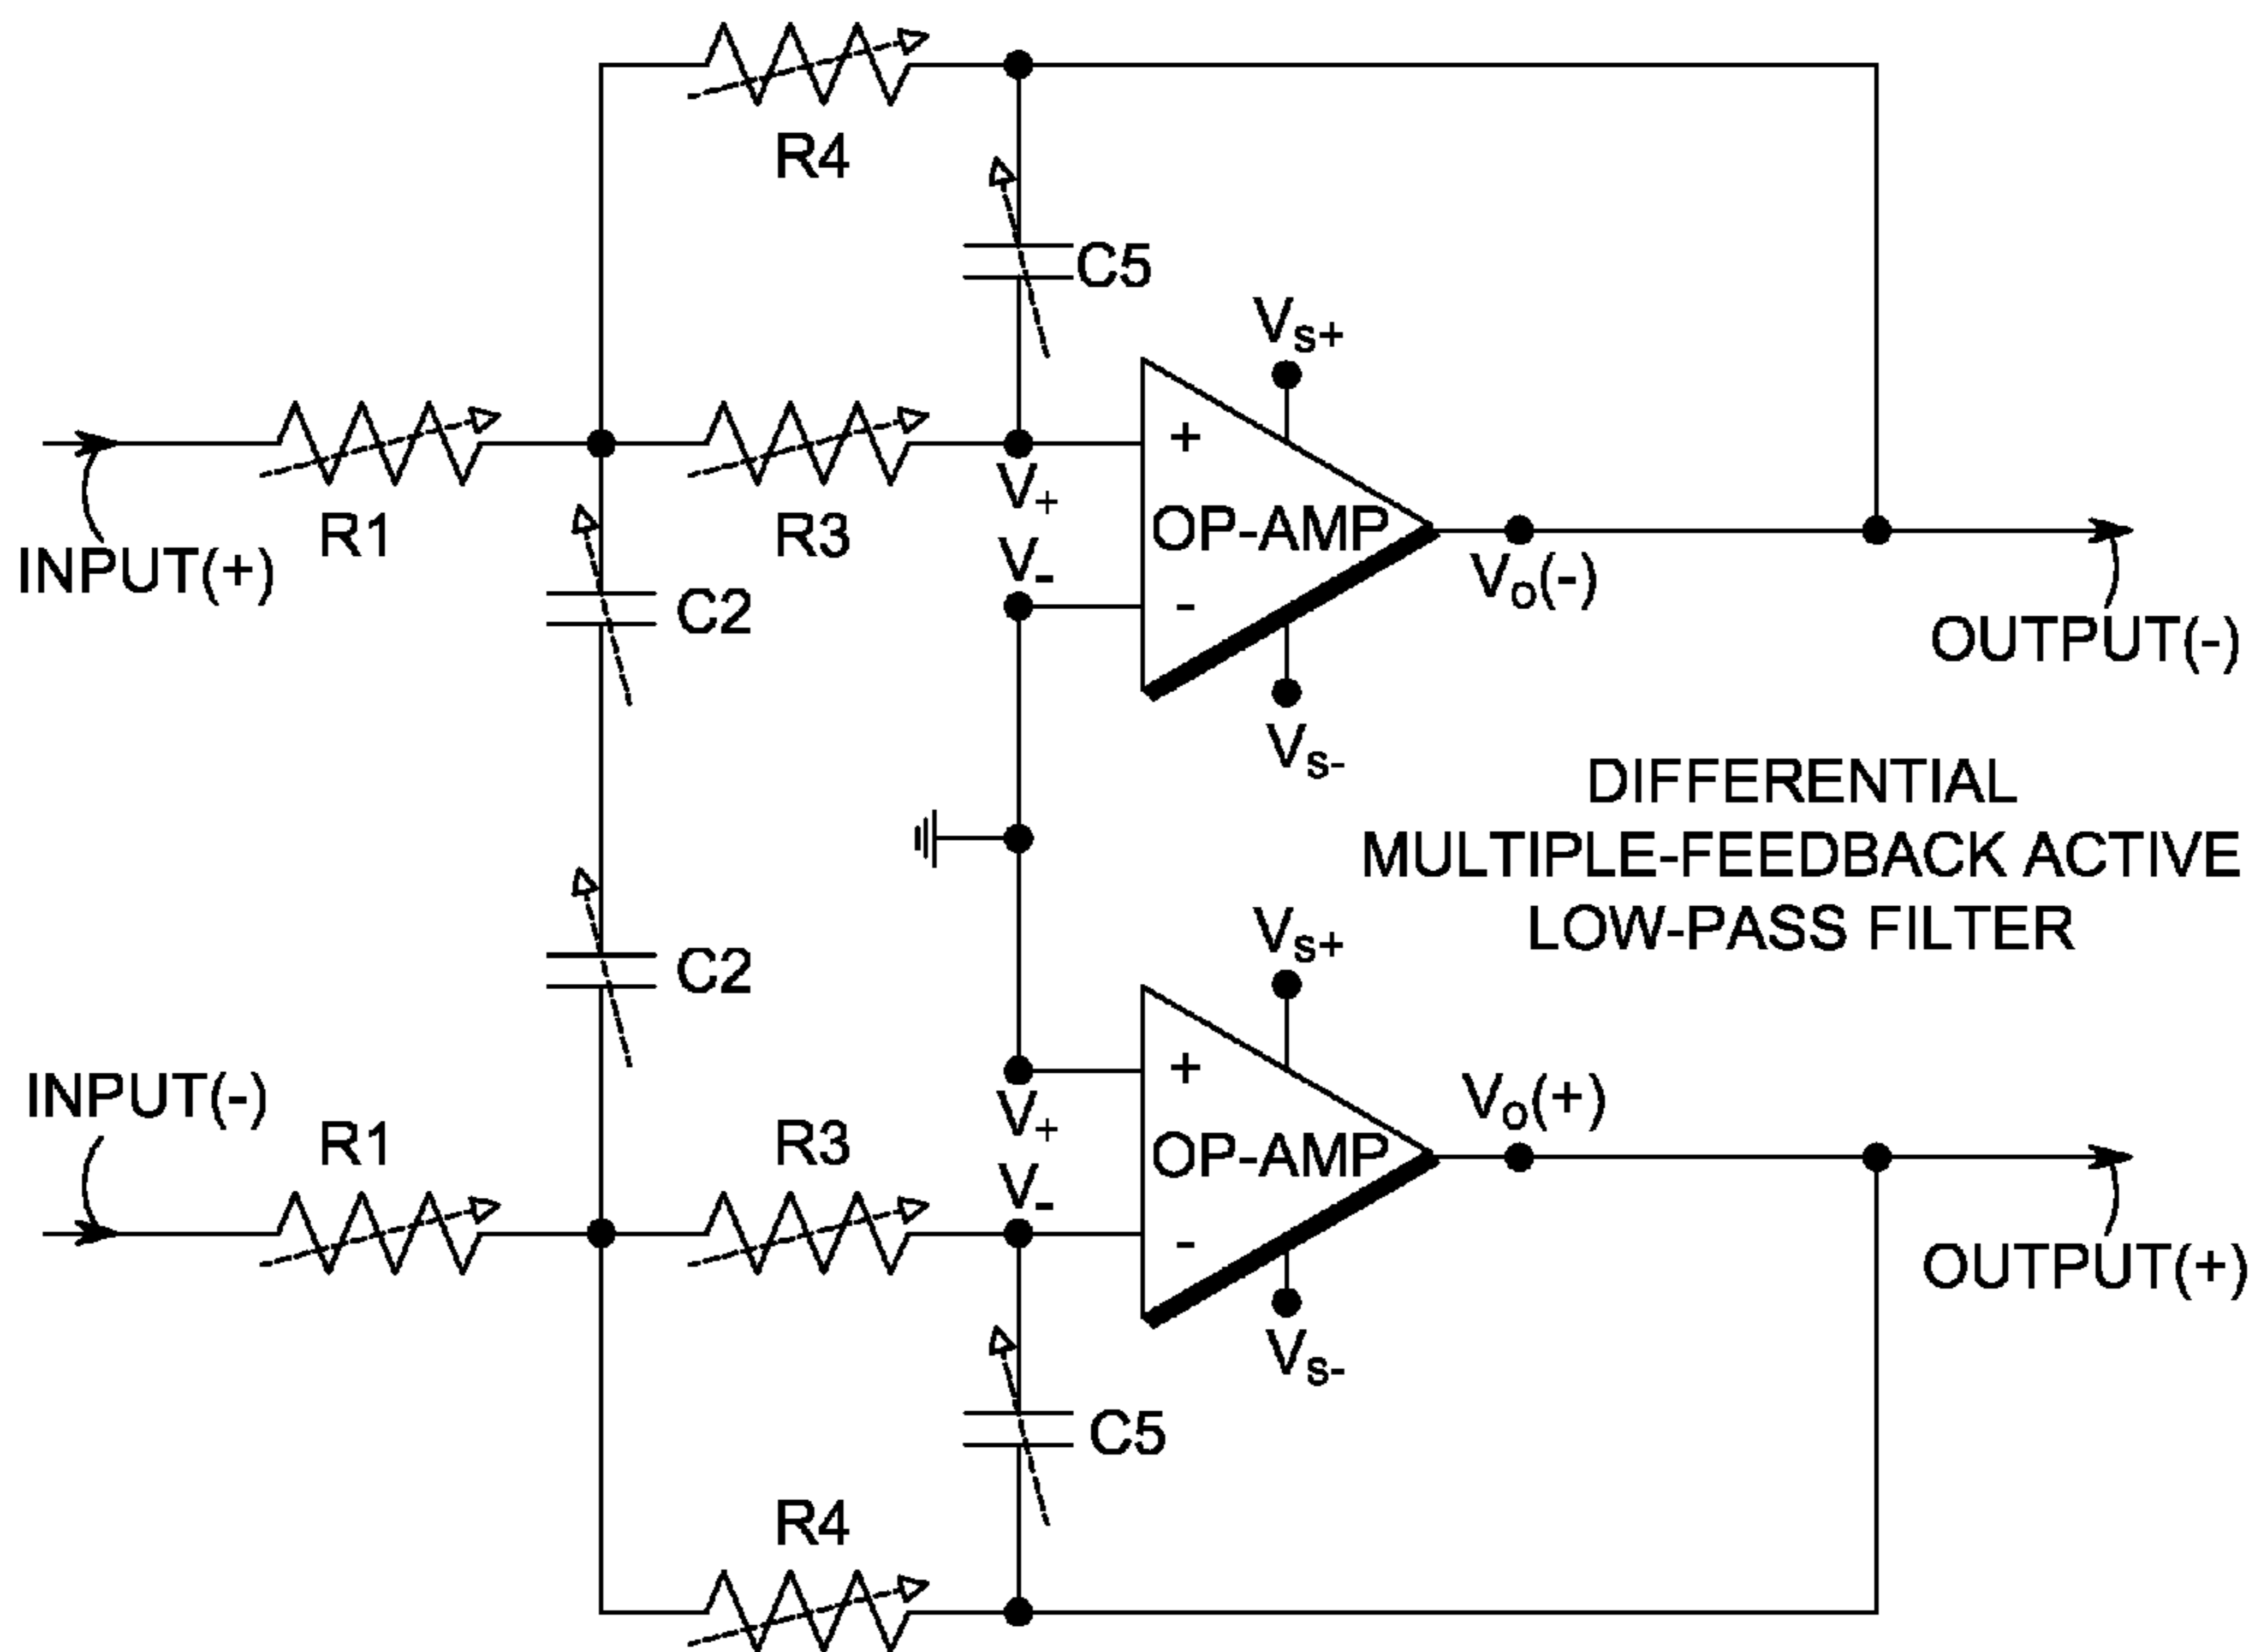 R4
C5
VS+
R1
R3
V+
INPUT(+)
V-
+
OP-AMP
-
VO(-)
C2
OUTPUT(-)
VS-
DIFFERENTIAL
MULTIPLE-FEEDBACK ACTIVE
LOW-PASS FILTER
VS+
C2
INPUT(-)
R1
R3
V+
V-
+
OP-AMP
-
VO(+)
OUTPUT(+)
VS-
C5
R4